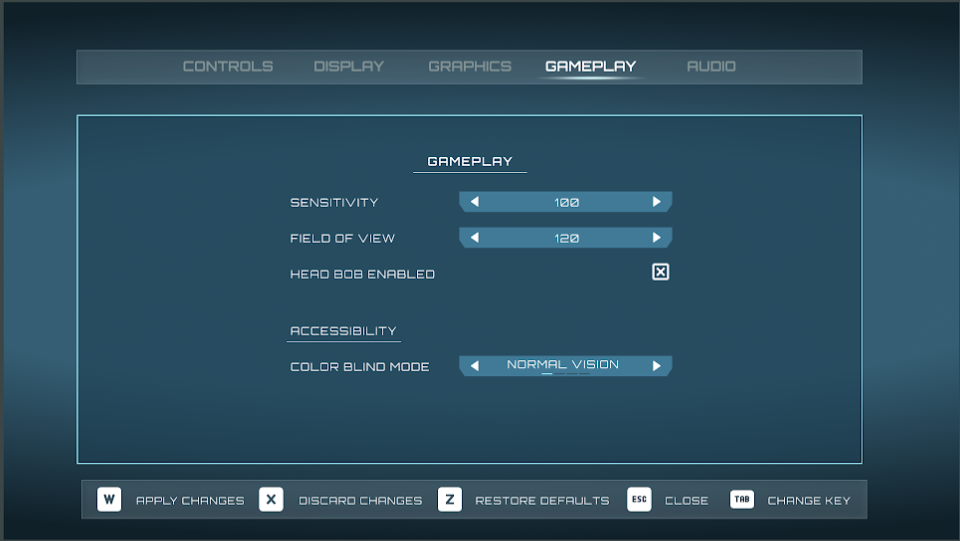 CONTROLS DISPLAY GRAPHICS GAMEPLAY AUDIO
GAMEPLAY
SENSITIVITY 100
FIELD OF VIEW 120
HEAD BOB ENABLED
ACCESSIBILITY
COLOR BLIND MODE NORMAL VISION
W APPLY CHANGES X DISCARD CHANGES Z RESTORE DEFAULTS ESC CLOSE TAB CHANGE KEY